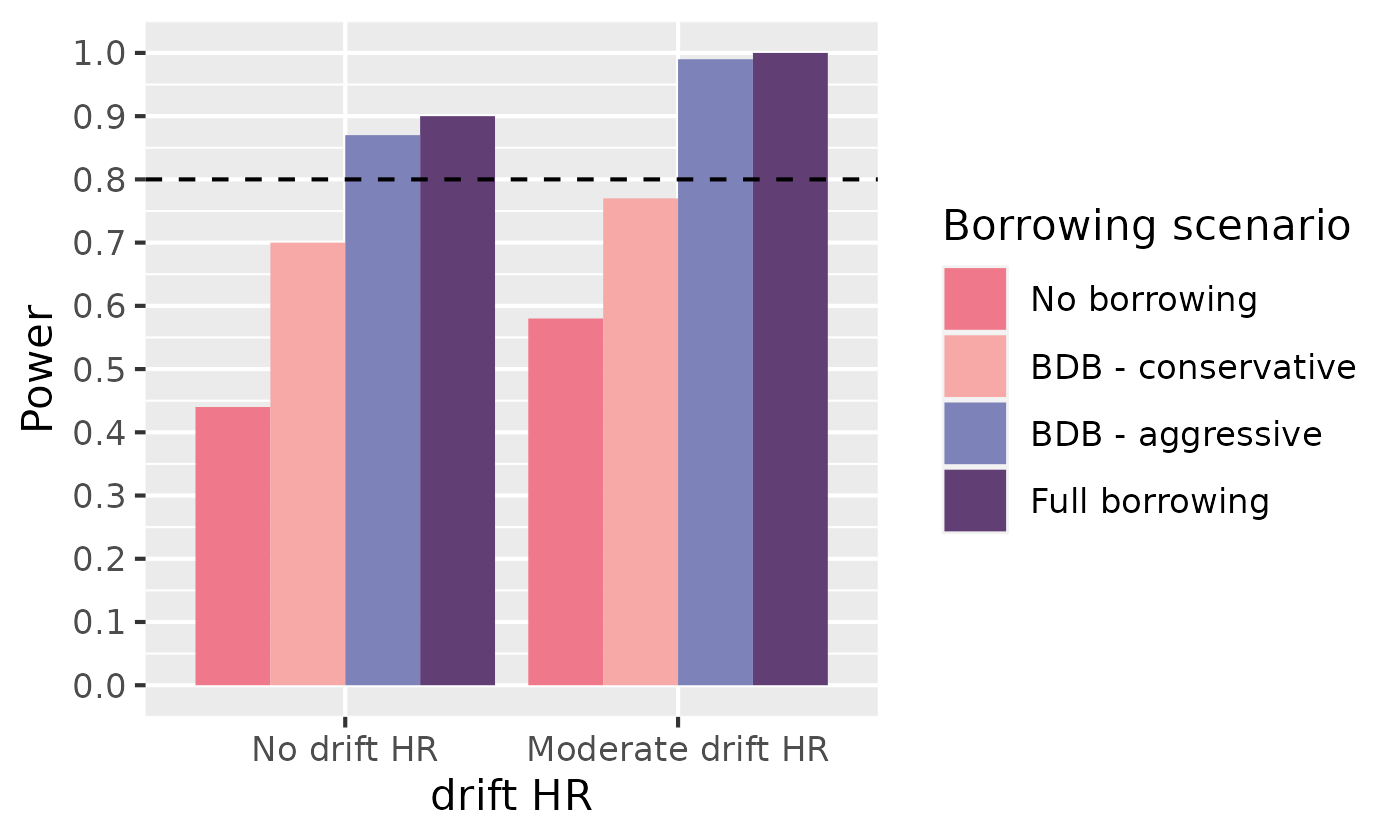 1.0
0.9
0.8
0.7
0.6
0.5
0.4
0.3
0.2
0.1
0.0
Power
No drift HR
Moderate drift HR
drift HR
Borrowing scenario
No borrowing
BDB - conservative
BDB - aggressive
Full borrowing